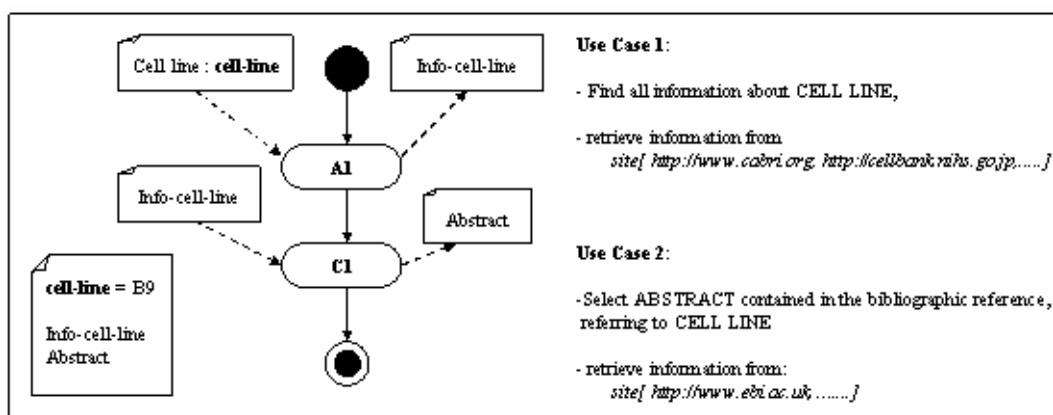 Cell line : cell-line
Info-cell-line
A1
Info-cell-line
Abstract
C1
cell-line = B9
Info-cell-line
Abstract
Use Case 1:
- Find all information about CELL LINE,
- retrieve information from
site[ http://www.cabri.org, http://cellbank.nihs.go.jp,.....]
Use Case 2:
-Select ABSTRACT contained in the bibliographic reference,
referring to CELL LINE
- retrieve information from:
site[ http://www.ebi.ac.uk, .......]